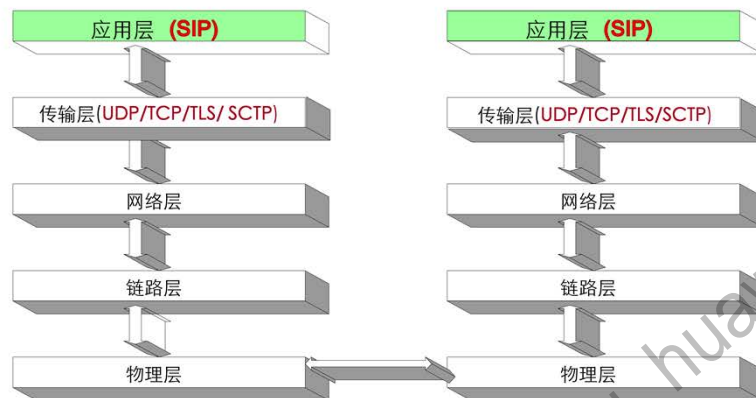 应用层 (SIP)
应用层 (SIP)
传输层(UDP/TCP/TLS/ SCTP)
传输层(UDP/TCP/TLS/SCTP)
网络层
网络层
链路层
链路层
物理层
物理层